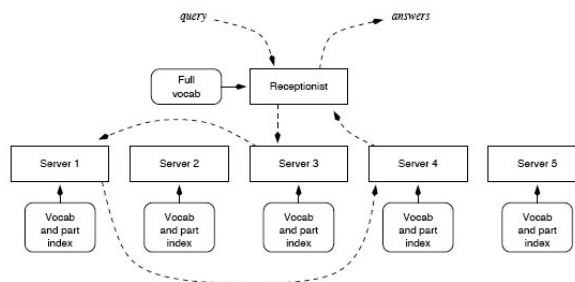 query
answers
Full
vocab
Receptionist
Server 1
Server 2
Server 3
Server 4
Server 5
Vocab
and part
index
Vocab
and part
index
Vocab
and part
index
Vocab
and part
index
Vocab
and part
index